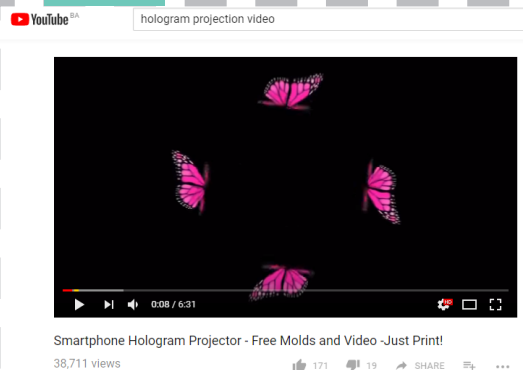 YouTube BA
hologram projection video
0:08 / 6:31
HD
Smartphone Hologram Projector - Free Molds and Video -Just Print!
38,711 views
171
19
SHARE